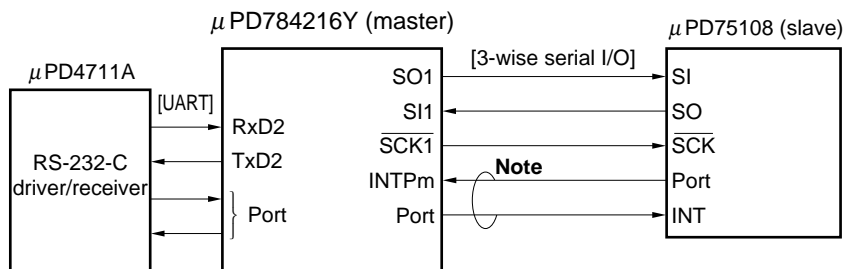 μPD784216Y (master)
μPD75108 (slave)
μPD4711A
[3-wise serial I/O]
[UART]
SO1
SI
SI1
SO
RxD2
SCK1
SCK
TxD2
RS-232-C
driver/receiver
Note
INTPm
Port
Port
Port
INT